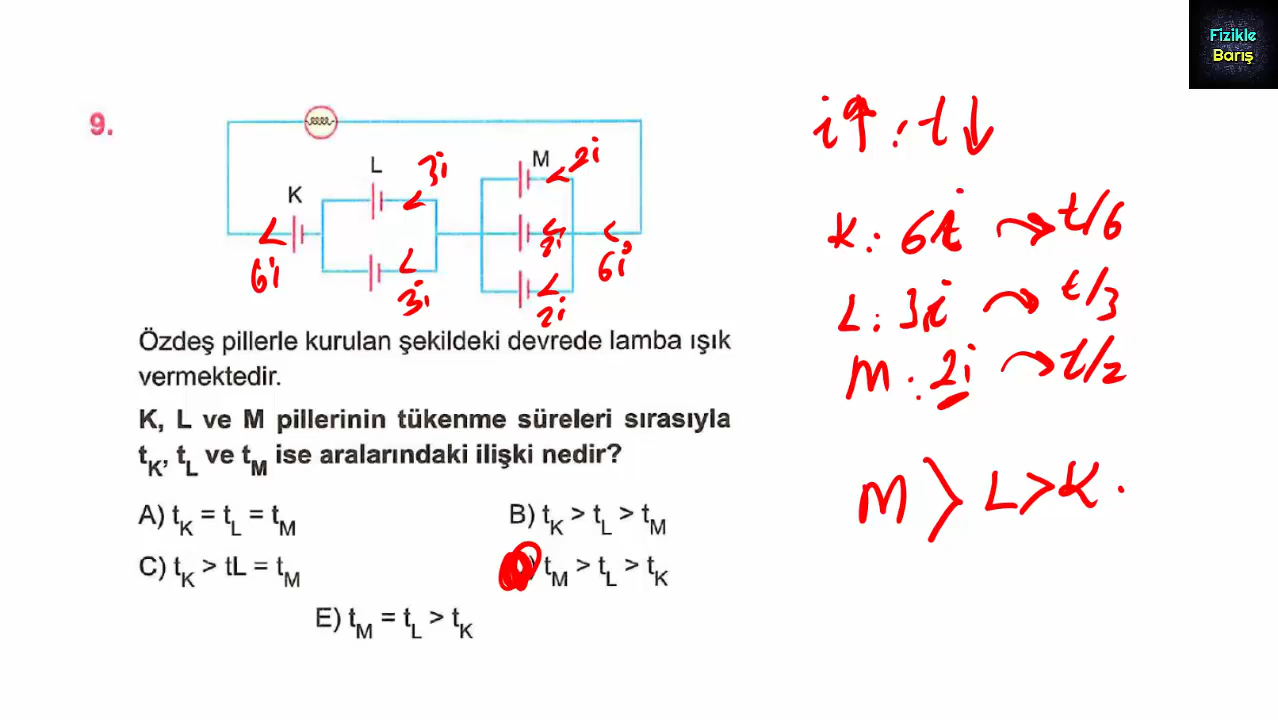 Fizikle
Barış
9.
K
L
M
3i
3i
2i
2i
2i
6i
6i
i↑ : t↓
K: 6i → t/6
L: 3i → t/3
M: 2i → t/2
M > L > K.
Özdeş pillerle kurulan şekildeki devrede lamba ışık
vermektedir.
K, L ve M pillerinin tükenme süreleri sırasıyla
tK, tL ve tM ise aralarındaki ilişki nedir?
A) tK = tL = tM
B) tK > tL > tM
C) tK > tL = tM
) tM > tL > tK
E) tM = tL > tK